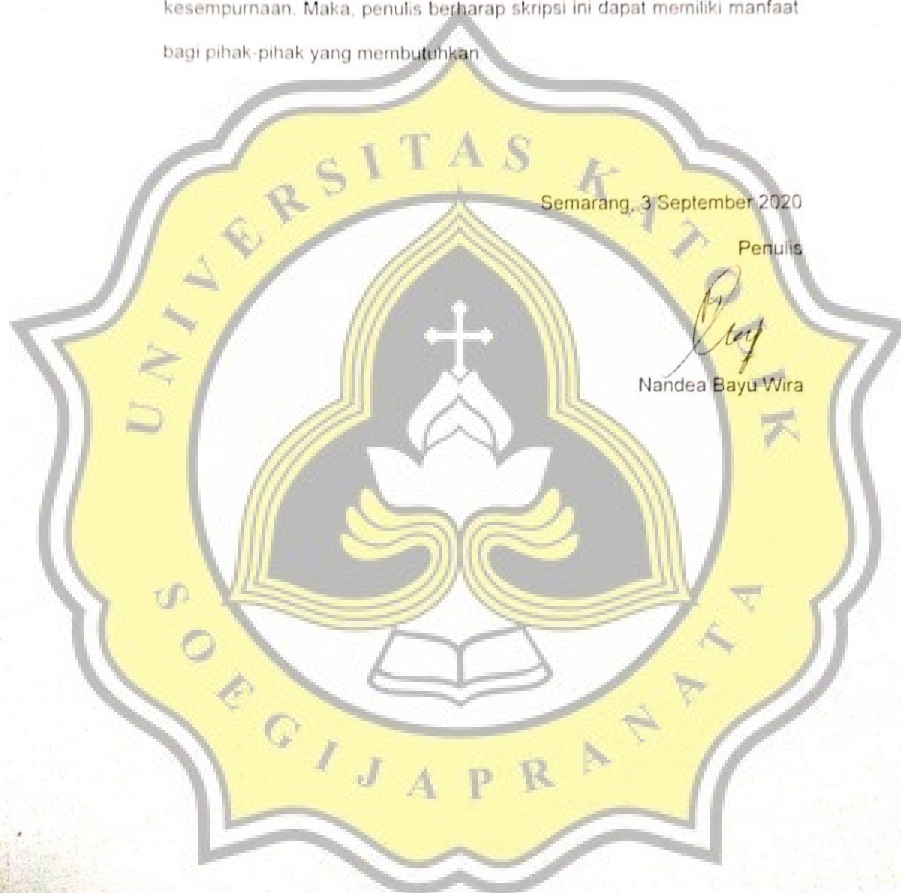 kesempurnaan. Maka, penulis berharap skripsi ini dapat memiliki manfaat
bagi pihak-pihak yang membutuhkan
Semarang, 3 September 2020
Penulis
Nandea Bayu Wira
UNIVERSITAS KATOLIK
SOEGIJAPRANATA